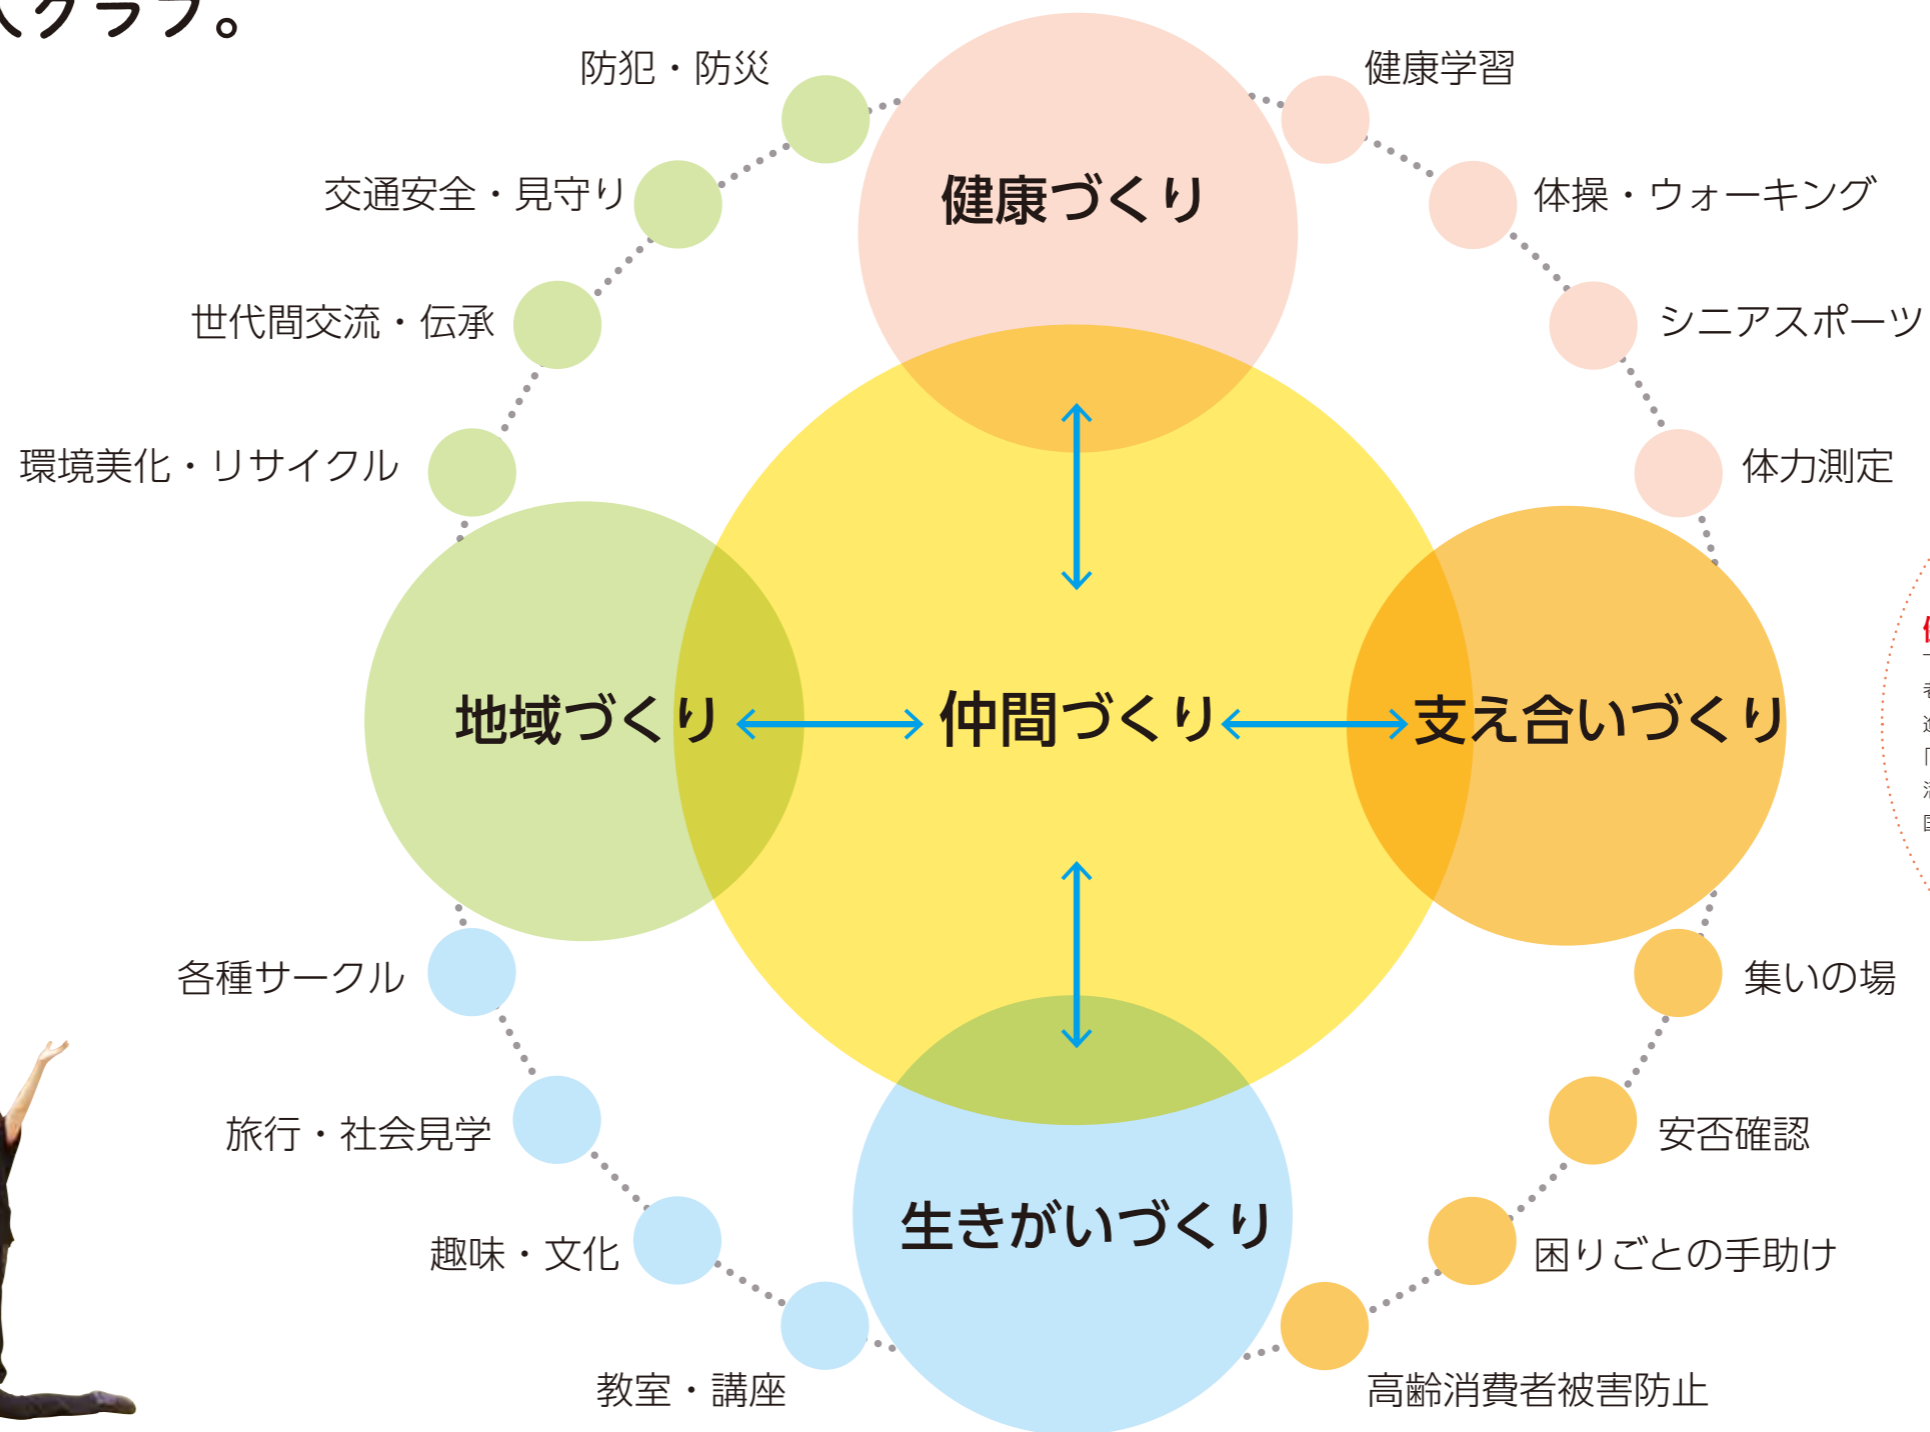 クラブ。
防犯・防災
健康学習
交通安全・見守り
健康づくり
体操・ウォーキング
世代間交流・伝承
シニアスポーツ
環境美化・リサイクル
体力測定
地域づくり
仲間づくり
支え合いづくり
各種サークル
集いの場
旅行・社会見学
安否確認
生きがいづくり
趣味・文化
困りごとの手助け
教室・講座
高齢消費者被害防止